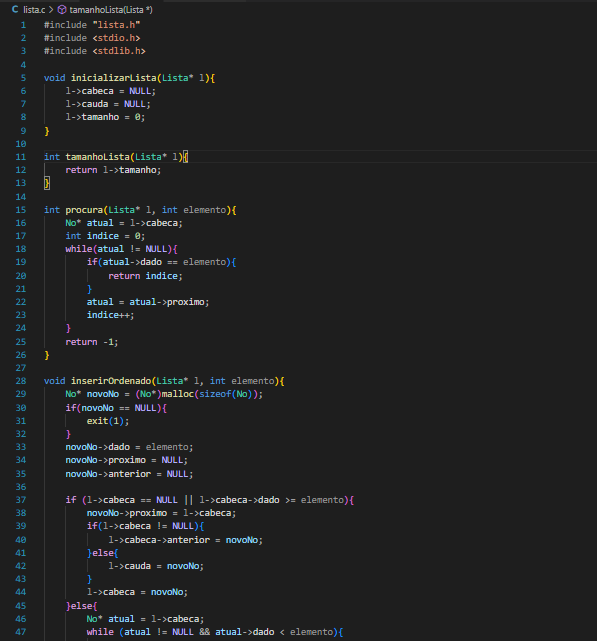 C lista.c > tamanhoLista(Lista *)
1 #include "lista.h"
2 #include <stdio.h>
3 #include <stdlib.h>
4
5 void inicializarLista(Lista* l){
6     l->cabeca = NULL;
7     l->cauda = NULL;
8     l->tamanho = 0;
9 }
10
11 int tamanhoLista(Lista* l){
12     return l->tamanho;
13 }
14
15 int procura(Lista* l, int elemento){
16     No* atual = l->cabeca;
17     int indice = 0;
18     while(atual != NULL){
19         if(atual->dado == elemento){
20             return indice;
21         }
22         atual = atual->proximo;
23         indice++;
24     }
25     return -1;
26 }
27
28 void inserirOrdenado(Lista* l, int elemento){
29     No* novoNo = (No*)malloc(sizeof(No));
30     if(novoNo == NULL){
31         exit(1);
32     }
33     novoNo->dado = elemento;
34     novoNo->proximo = NULL;
35     novoNo->anterior = NULL;
36
37     if (l->cabeca == NULL || l->cabeca->dado >= elemento){
38         novoNo->proximo = l->cabeca;
39         if(l->cabeca != NULL){
40             l->cabeca->anterior = novoNo;
41         }else{
42             l->cauda = novoNo;
43         }
44         l->cabeca = novoNo;
45     }else{
46         No* atual = l->cabeca;
47         while (atual != NULL && atual->dado < elemento){